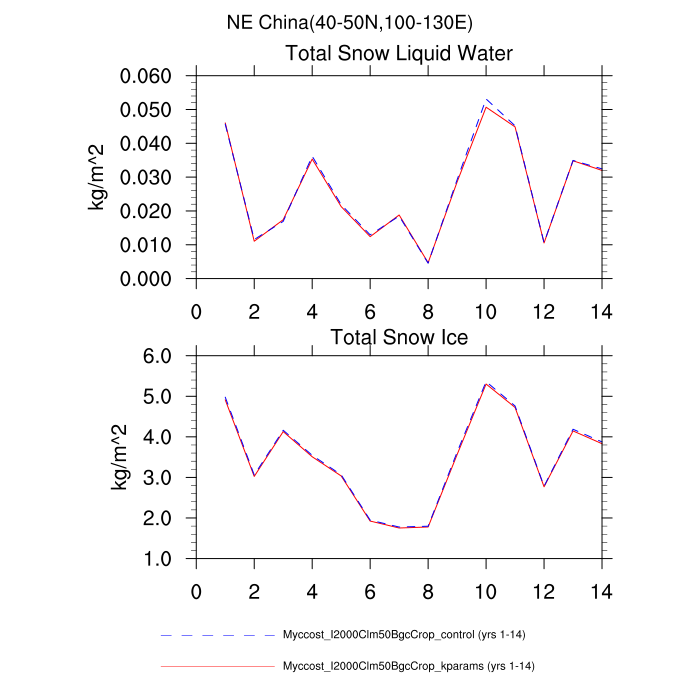 NE China(40-50N,100-130E)
Total Snow Liquid Water
0.060
0.050
0.040
0.030
0.020
0.010
0.000
kg/m^2
0 2 4 6 8 10 12 14
Total Snow Ice
6.0
5.0
4.0
3.0
2.0
1.0
kg/m^2
0 2 4 6 8 10 12 14
Myccost_I2000Clm50BgcCrop_control (yrs 1-14)
Myccost_I2000Clm50BgcCrop_kparams (yrs 1-14)